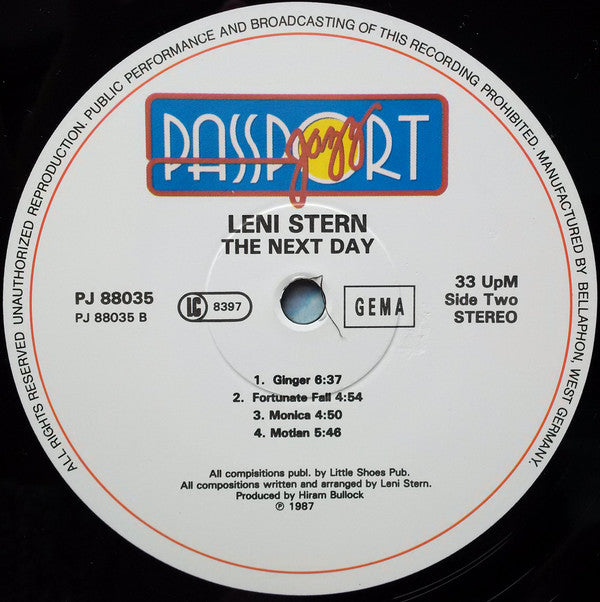 ALL RIGHTS RESERVED UNAUTHORIZED REPRODUCTION. PUBLIC PERFORMANCE AND BROADCASTING OF THIS RECORDING PROHIBITED. MANUFACTURED BY BELLAPHON, WEST GERMANY.
PASSPORT
jazz
LENI STERN
THE NEXT DAY
PJ 88035
PJ 88035 B
LC 8397
GEMA
33 UpM
Side Two
STEREO
1. Ginger 6:37
2. Fortunate Fall 4:54
3. Monica 4:50
4. Motian 5:46
All compisitions publ. by Little Shoes Pub.
All compositions written and arranged by Leni Stern.
Produced by Hiram Bullock
℗ 1987